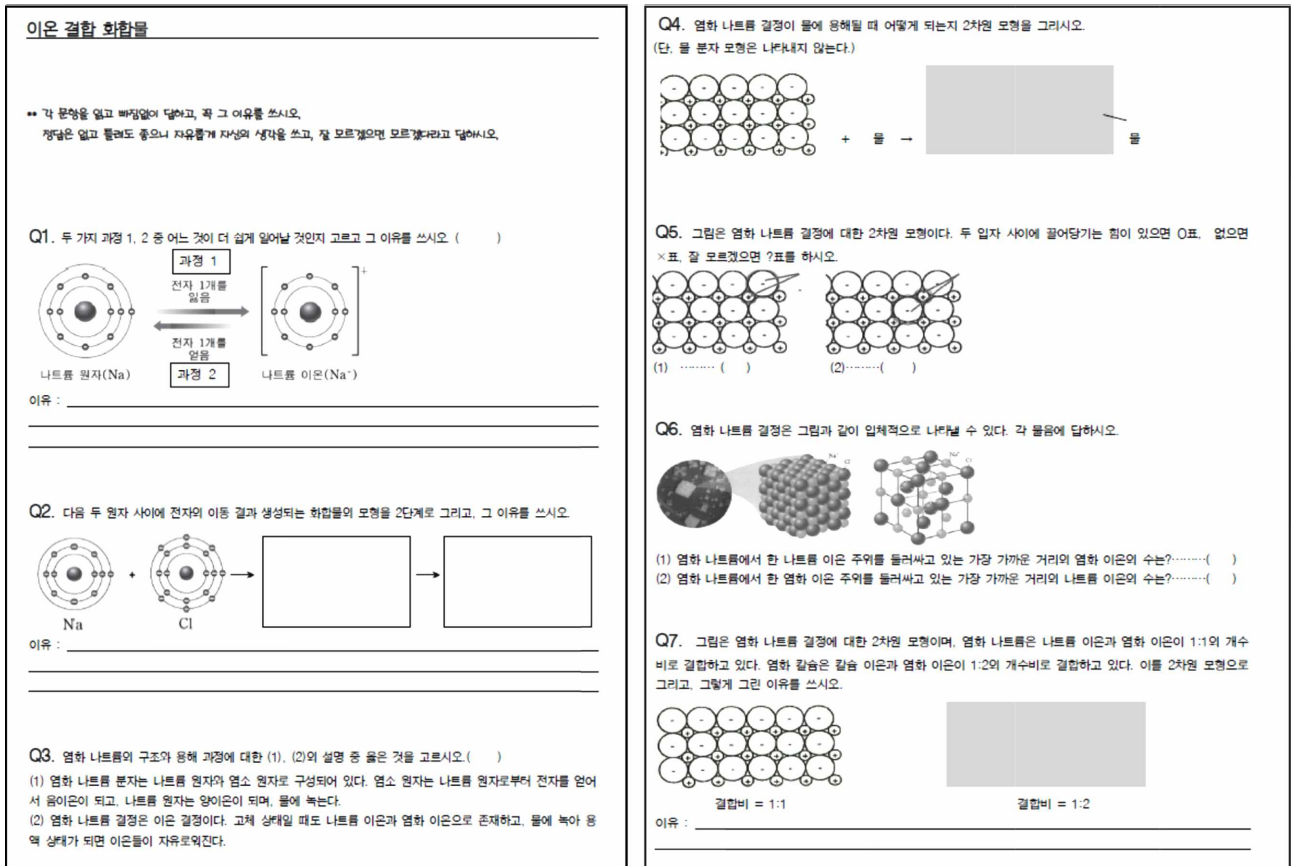 이온 결합 화합물
** 각 문항을 읽고 빠짐없이 답하고, 꼭 그 이유를 쓰시오.
정답은 없고 틀려도 좋으니 자유롭게 자신의 생각을 쓰고, 잘 모르겠으면 모르겠다라고 답하시오.
Q1. 두 가지 과정 1, 2 중 어느 것이 더 쉽게 일어날 것인지 고르고 그 이유를 쓰시오. ( )
과정 1
전자 1개를
잃음
전자 1개를
얻음
과정 2
나트륨 원자(Na)
나트륨 이온(Na⁺)
+
이유 :
Q2. 다음 두 원자 사이에 전자의 이동 결과 생성되는 화합물의 모형을 2단계로 그리고, 그 이유를 쓰시오.
+
Na
Cl
이유 :
Q3. 염화 나트륨의 구조와 용해 과정에 대한 (1), (2)의 설명 중 옳은 것을 고르시오.( )
(1) 염화 나트륨 분자는 나트륨 원자와 염소 원자로 구성되어 있다. 염소 원자는 나트륨 원자로부터 전자를 얻어
서 음이온이 되고, 나트륨 원자는 양이온이 되며, 물에 녹는다.
(2) 염화 나트륨 결정은 이온 결정이다. 고체 상태일 때도 나트륨 이온과 염화 이온으로 존재하고, 물에 녹아 용
액 상태가 되면 이온들이 자유로워진다.
Q4. 염화 나트륨 결정이 물에 용해될 때 어떻게 되는지 2차원 모형을 그리시오.
(단, 물 분자 모형은 나타내지 않는다.)
+ 물 →
물
Q5. 그림은 염화 나트륨 결정에 대한 2차원 모형이다. 두 입자 사이에 끌어당기는 힘이 있으면 O표, 없으면
×표, 잘 모르겠으면 ?표를 하시오.
(1) ········· ( )
(2)·········( )
Q6. 염화 나트륨 결정은 그림과 같이 입체적으로 나타낼 수 있다. 각 물음에 답하시오.
Na⁺
Cl⁻
Na⁺
Cl⁻
(1) 염화 나트륨에서 한 나트륨 이온 주위를 둘러싸고 있는 가장 가까운 거리의 염화 이온의 수는?·········( )
(2) 염화 나트륨에서 한 염화 이온 주위를 둘러싸고 있는 가장 가까운 거리의 나트륨 이온의 수는?·········( )
Q7. 그림은 염화 나트륨 결정에 대한 2차원 모형이며, 염화 나트륨은 나트륨 이온과 염화 이온이 1:1의 개수
비로 결합하고 있다. 염화 칼슘은 칼슘 이온과 염화 이온이 1:2의 개수비로 결합하고 있다. 이를 2차원 모형으로
그리고, 그렇게 그린 이유를 쓰시오.
결합비 = 1:1
결합비 = 1:2
이유 :